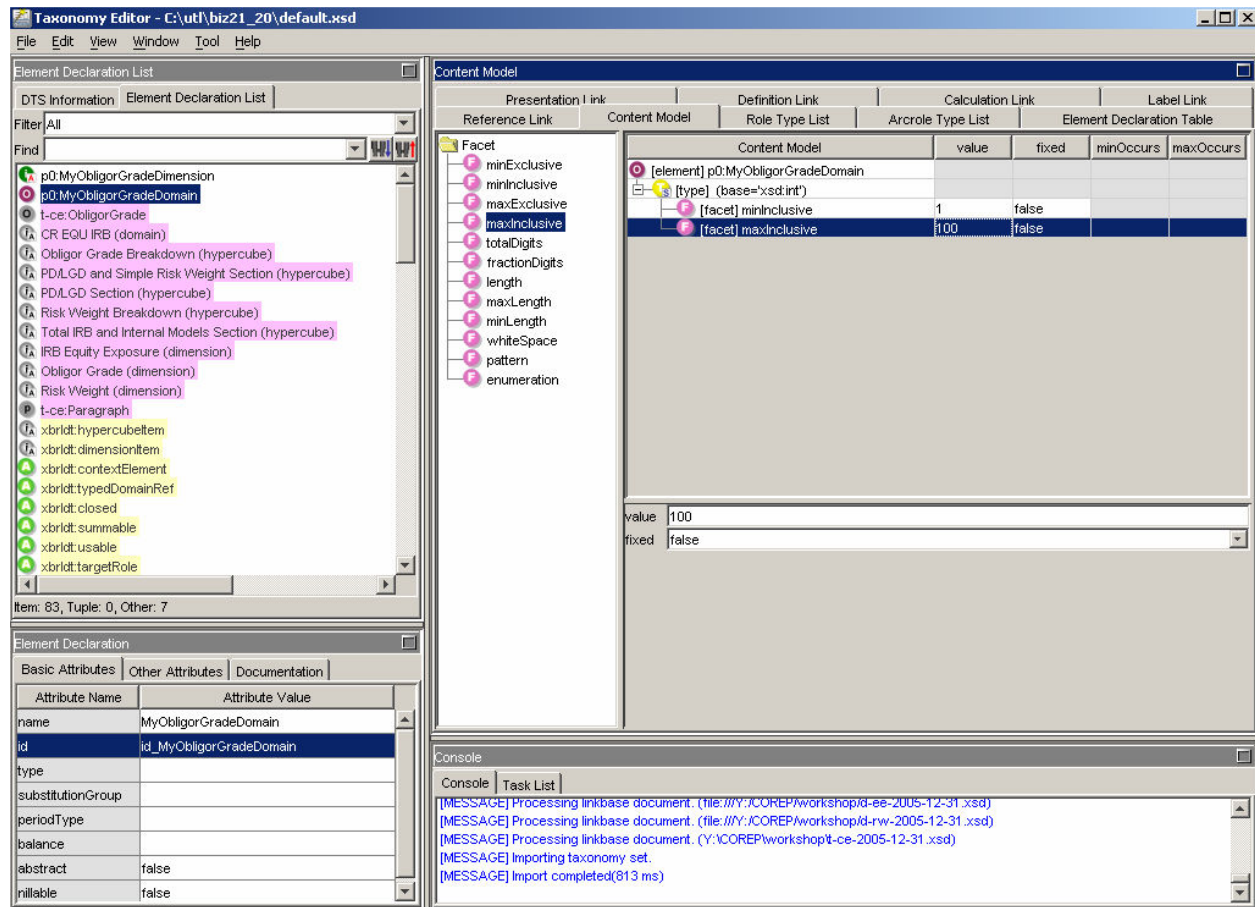 Taxonomy Editor - C:\utl\biz21_20\default.xsd
File Edit View Window Tool Help
Element Declaration List
DTS Information Element Declaration List
Filter All
Find
p0:MyObligorGradeDimension
p0:MyObligorGradeDomain
t-ce:ObligorGrade
CR EQU IRB (domain)
Obligor Grade Breakdown (hypercube)
PD/LGD and Simple Risk Weight Section (hypercube)
PD/LGD Section (hypercube)
Risk Weight Breakdown (hypercube)
Total IRB and Internal Models Section (hypercube)
IRB Equity Exposure (dimension)
Obligor Grade (dimension)
Risk Weight (dimension)
t-ce:Paragraph
xbrldt:hypercubeItem
xbrldt:dimensionItem
xbrldt:contextElement
xbrldt:typedDomainRef
xbrldt:closed
xbrldt:summable
xbrldt:usable
xbrldt:targetRole
Item: 83, Tuple: 0, Other: 7
Element Declaration
Basic Attributes Other Attributes Documentation
Attribute Name Attribute Value
name MyObligorGradeDomain
id id_MyObligorGradeDomain
type
substitutionGroup
periodType
balance
abstract false
nillable false
Content Model
Presentation Link Definition Link Calculation Link Label Link
Reference Link Content Model Role Type List Arcrole Type List Element Declaration Table
Facet
minExclusive
minInclusive
maxExclusive
maxInclusive
totalDigits
fractionDigits
length
maxLength
minLength
whiteSpace
pattern
enumeration
Content Model value fixed minOccurs maxOccurs
[element] p0:MyObligorGradeDomain
[type] (base='xsd:int')
[facet] minInclusive 1 false
[facet] maxInclusive 100 false
value 100
fixed false
Console
Console Task List
[MESSAGE] Processing linkbase document. (file:///Y:/COREP/workshop/d-ee-2005-12-31.xsd)
[MESSAGE] Processing linkbase document. (file:///Y:/COREP/workshop/d-rw-2005-12-31.xsd)
[MESSAGE] Processing linkbase document. (Y:\COREP\workshop\t-ce-2005-12-31.xsd)
[MESSAGE] Importing taxonomy set.
[MESSAGE] Import completed(813 ms)